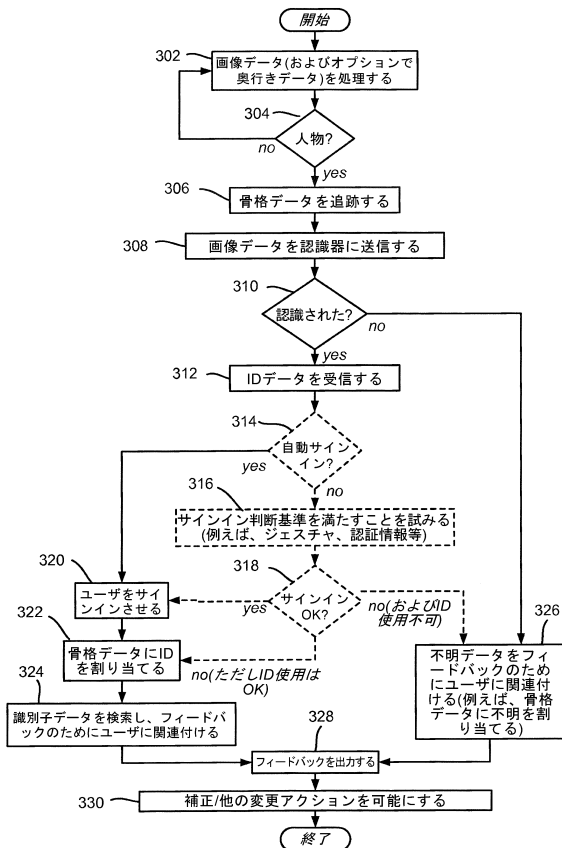 開始
302
画像データ(およびオプションで
奥行きデータ)を処理する
304
人物?
no
yes
306
骨格データを追跡する
308
画像データを認識器に送信する
310
認識された?
no
yes
312
IDデータを受信する
314
自動サイン
イン?
yes
no
316
サインイン判断基準を満たすことを試みる
(例えば、ジェスチャ、認証情報等)
318
サインイン
OK?
yes
no(およびID
使用不可)
no(ただしID使用は
OK)
320
ユーザをサ
インインさせる
322
骨格データにID
を割り当てる
324
識別子データを検索し、フィードバ
ックのためにユーザに関連付ける
326
不明データをフィ
ードバックのため
にユーザに関連付
ける(例えば、骨格
データに不明を割
り当てる)
328
フィードバックを出力する
330
補正/他の変更アクションを可能にする
終了